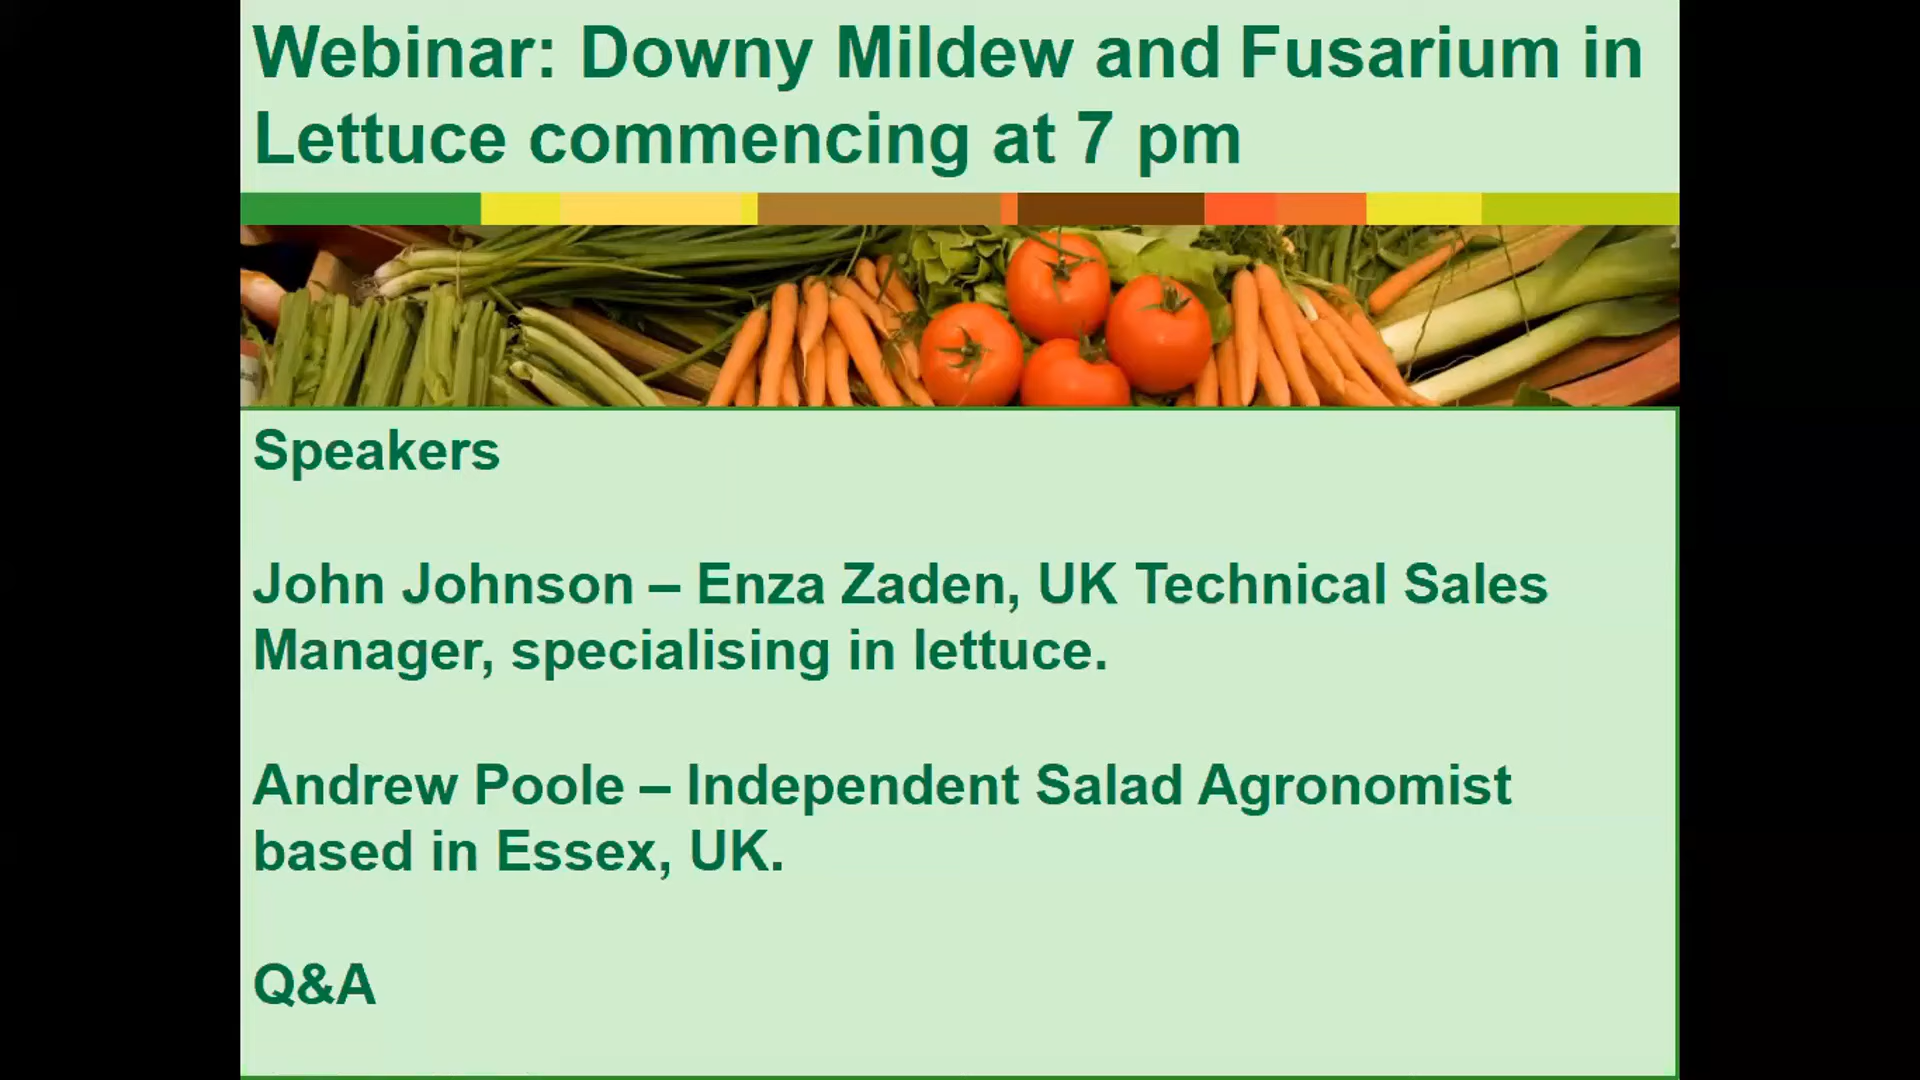 Webinar: Downy Mildew and Fusarium in
Lettuce commencing at 7 pm
Speakers
John Johnson – Enza Zaden, UK Technical Sales
Manager, specialising in lettuce.
Andrew Poole – Independent Salad Agronomist
based in Essex, UK.
Q&A